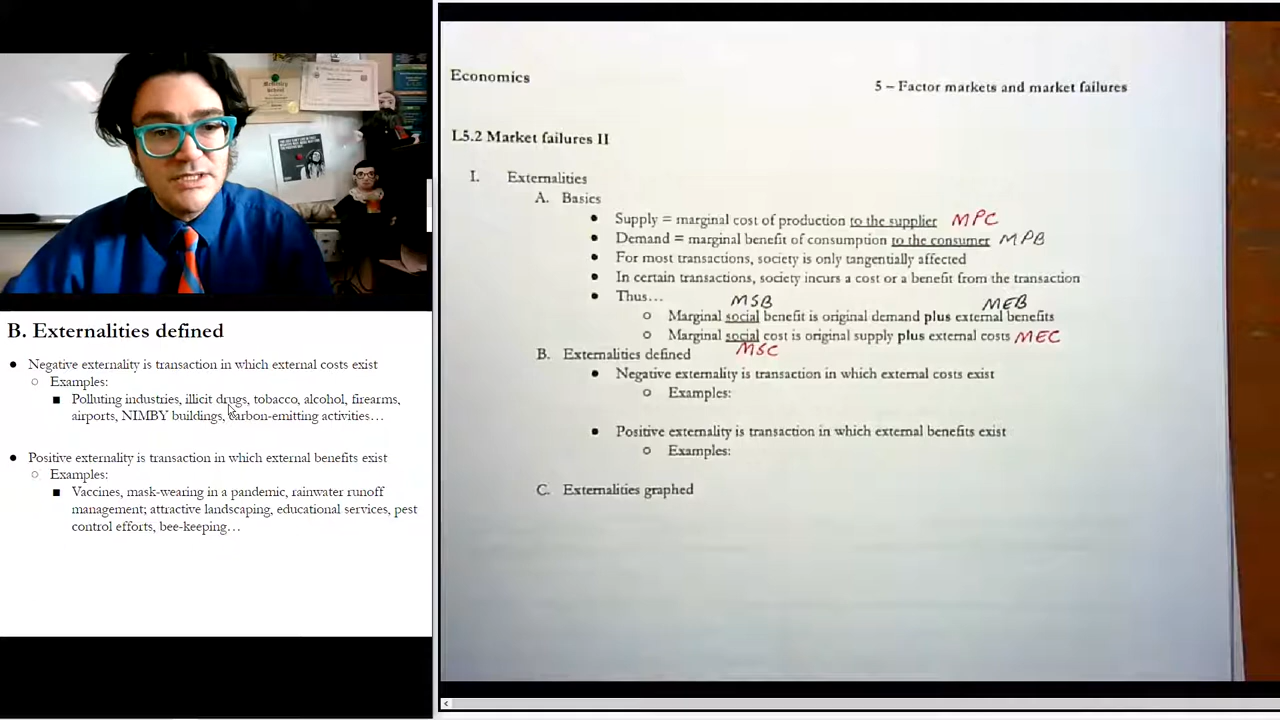 B. Externalities defined
● Negative externality is transaction in which external costs exist
○ Examples:
■ Polluting industries, illicit drugs, tobacco, alcohol, firearms,
airports, NIMBY buildings, carbon-emitting activities…
● Positive externality is transaction in which external benefits exist
○ Examples:
■ Vaccines, mask-wearing in a pandemic, rainwater runoff
management; attractive landscaping, educational services, pest
control efforts, bee-keeping…
Economics
5 – Factor markets and market failures
L5.2 Market failures II
I. Externalities
A. Basics
● Supply = marginal cost of production to the supplier MPC
● Demand = marginal benefit of consumption to the consumer MPB
● For most transactions, society is only tangentially affected
● In certain transactions, society incurs a cost or a benefit from the transaction
● Thus…
MSB MEB
○ Marginal social benefit is original demand plus external benefits
○ Marginal social cost is original supply plus external costs MEC
MSC
B. Externalities defined
● Negative externality is transaction in which external costs exist
○ Examples:
● Positive externality is transaction in which external benefits exist
○ Examples:
C. Externalities graphed